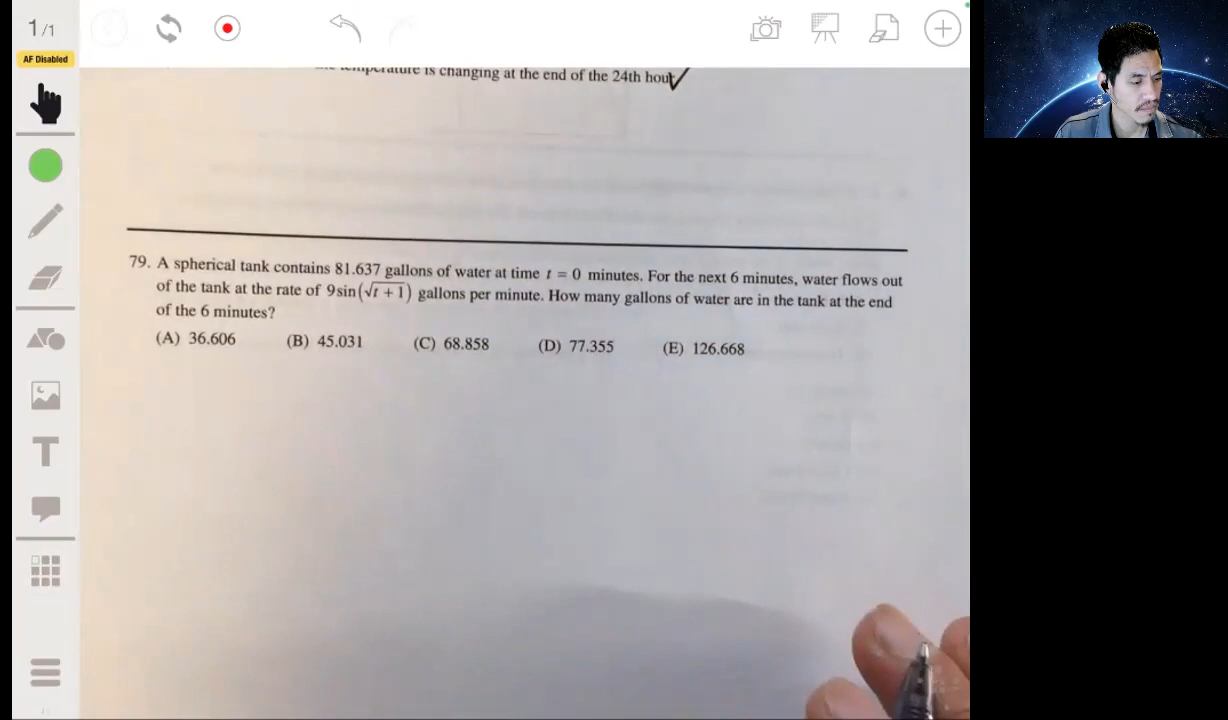 1/1
AF Disabled
temperature is changing at the end of the 24th hour
79. A spherical tank contains 81.637 gallons of water at time t = 0 minutes. For the next 6 minutes, water flows out
of the tank at the rate of 9 sin(√t + 1) gallons per minute. How many gallons of water are in the tank at the end
of the 6 minutes?
(A) 36.606 (B) 45.031 (C) 68.858 (D) 77.355 (E) 126.668
T